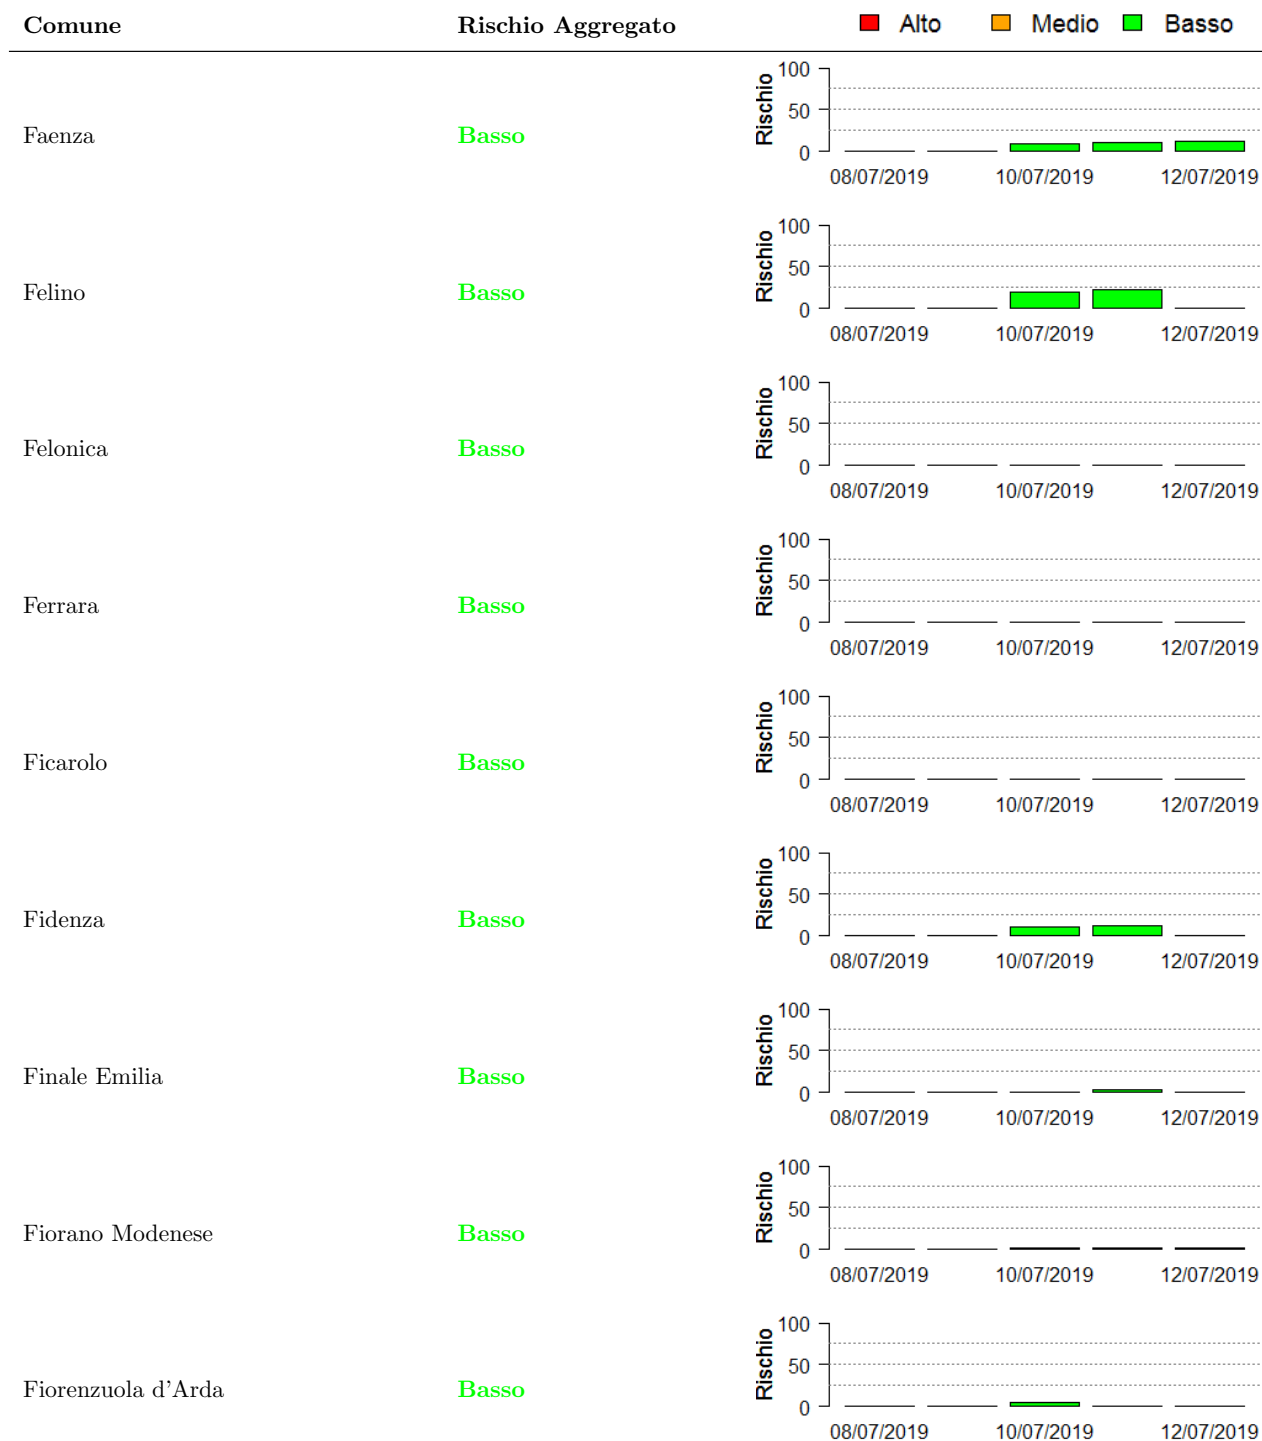 Comune Rischio Aggregato Alto Medio Basso
Faenza Basso Rischio 100 50 0
08/07/2019 10/07/2019 12/07/2019
Felino Basso Rischio 100 50 0
08/07/2019 10/07/2019 12/07/2019
Felonica Basso Rischio 100 50 0
08/07/2019 10/07/2019 12/07/2019
Ferrara Basso Rischio 100 50 0
08/07/2019 10/07/2019 12/07/2019
Ficarolo Basso Rischio 100 50 0
08/07/2019 10/07/2019 12/07/2019
Fidenza Basso Rischio 100 50 0
08/07/2019 10/07/2019 12/07/2019
Finale Emilia Basso Rischio 100 50 0
08/07/2019 10/07/2019 12/07/2019
Fiorano Modenese Basso Rischio 100 50 0
08/07/2019 10/07/2019 12/07/2019
Fiorenzuola d'Arda Basso Rischio 100 50 0
08/07/2019 10/07/2019 12/07/2019